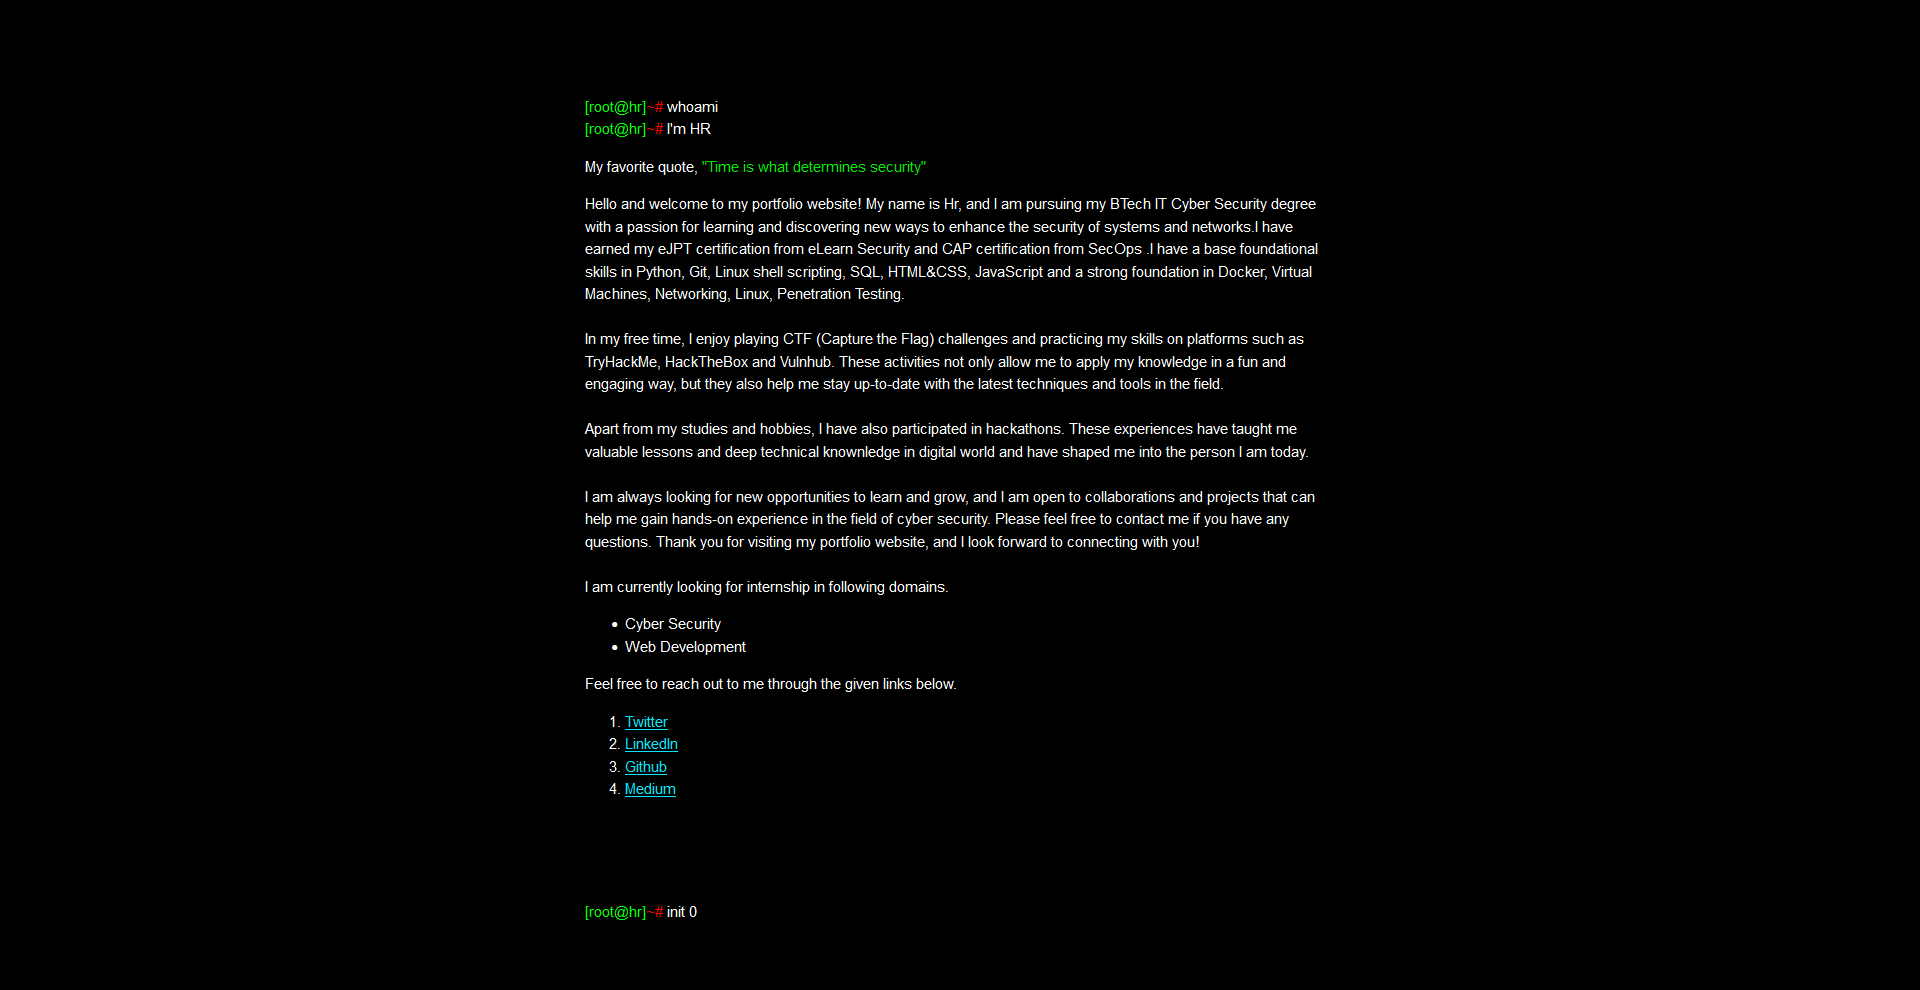 [root@hr]~# whoami
[root@hr]~# I'm HR
My favorite quote, "Time is what determines security"
Hello and welcome to my portfolio website! My name is Hr, and I am pursuing my BTech IT Cyber Security degree
with a passion for learning and discovering new ways to enhance the security of systems and networks.I have
earned my eJPT certification from eLearn Security and CAP certification from SecOps .I have a base foundational
skills in Python, Git, Linux shell scripting, SQL, HTML&CSS, JavaScript and a strong foundation in Docker, Virtual
Machines, Networking, Linux, Penetration Testing.
In my free time, I enjoy playing CTF (Capture the Flag) challenges and practicing my skills on platforms such as
TryHackMe, HackTheBox and Vulnhub. These activities not only allow me to apply my knowledge in a fun and
engaging way, but they also help me stay up-to-date with the latest techniques and tools in the field.
Apart from my studies and hobbies, I have also participated in hackathons. These experiences have taught me
valuable lessons and deep technical knownledge in digital world and have shaped me into the person I am today.
I am always looking for new opportunities to learn and grow, and I am open to collaborations and projects that can
help me gain hands-on experience in the field of cyber security. Please feel free to contact me if you have any
questions. Thank you for visiting my portfolio website, and I look forward to connecting with you!
I am currently looking for internship in following domains.
• Cyber Security
• Web Development
Feel free to reach out to me through the given links below.
1. Twitter
2. LinkedIn
3. Github
4. Medium
[root@hr]~# init 0